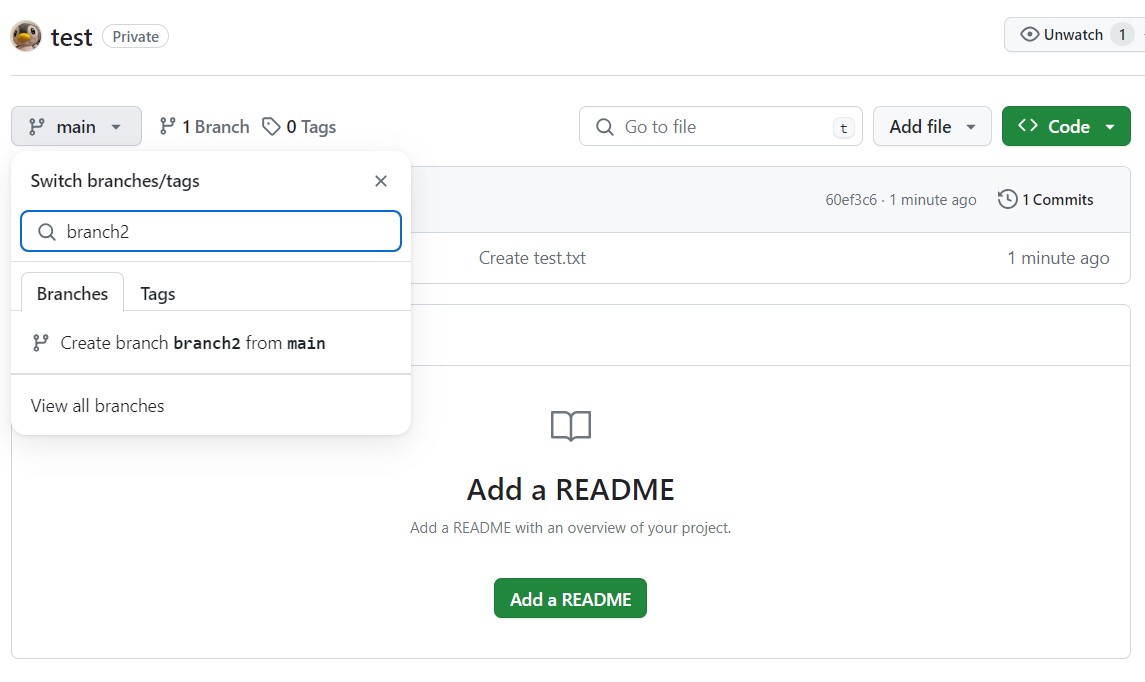 test Private
Unwatch 1
main 1 Branch 0 Tags Go to file t Add file Code
Switch branches/tags
60ef3c6 · 1 minute ago 1 Commits
branch2
Create test.txt 1 minute ago
Branches Tags
Create branch branch2 from main
View all branches
Add a README
Add a README with an overview of your project.
Add a README